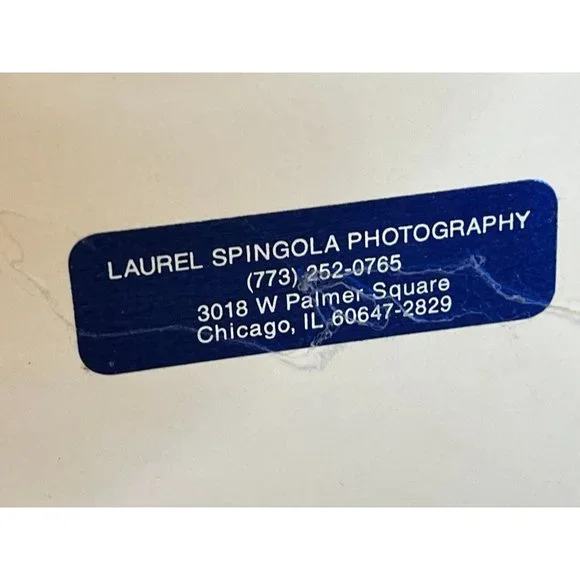 LAUREL SPINGOLA PHOTOGRAPHY
(773) 252-0765
3018 W Palmer Square
Chicago, IL 60647-2829